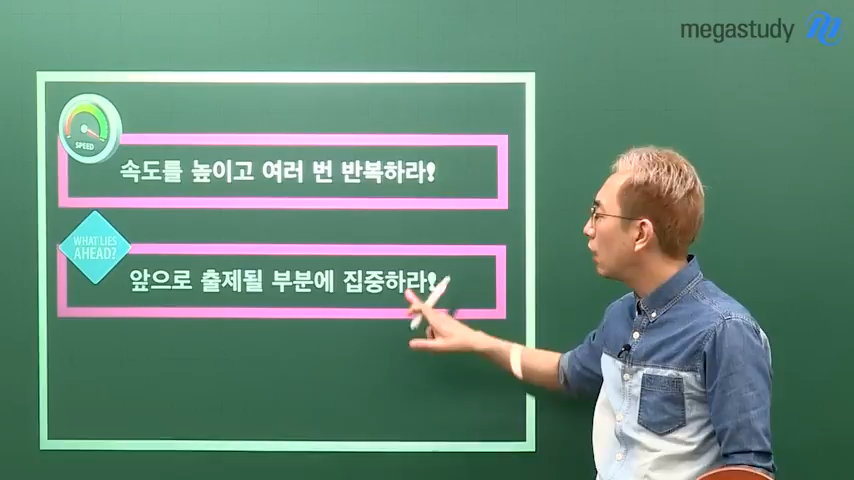 megastudy
SPEED
속도를 높이고 여러 번 반복하라!
WHAT LIES
AHEAD?
앞으로 출제될 부분에 집중하라!